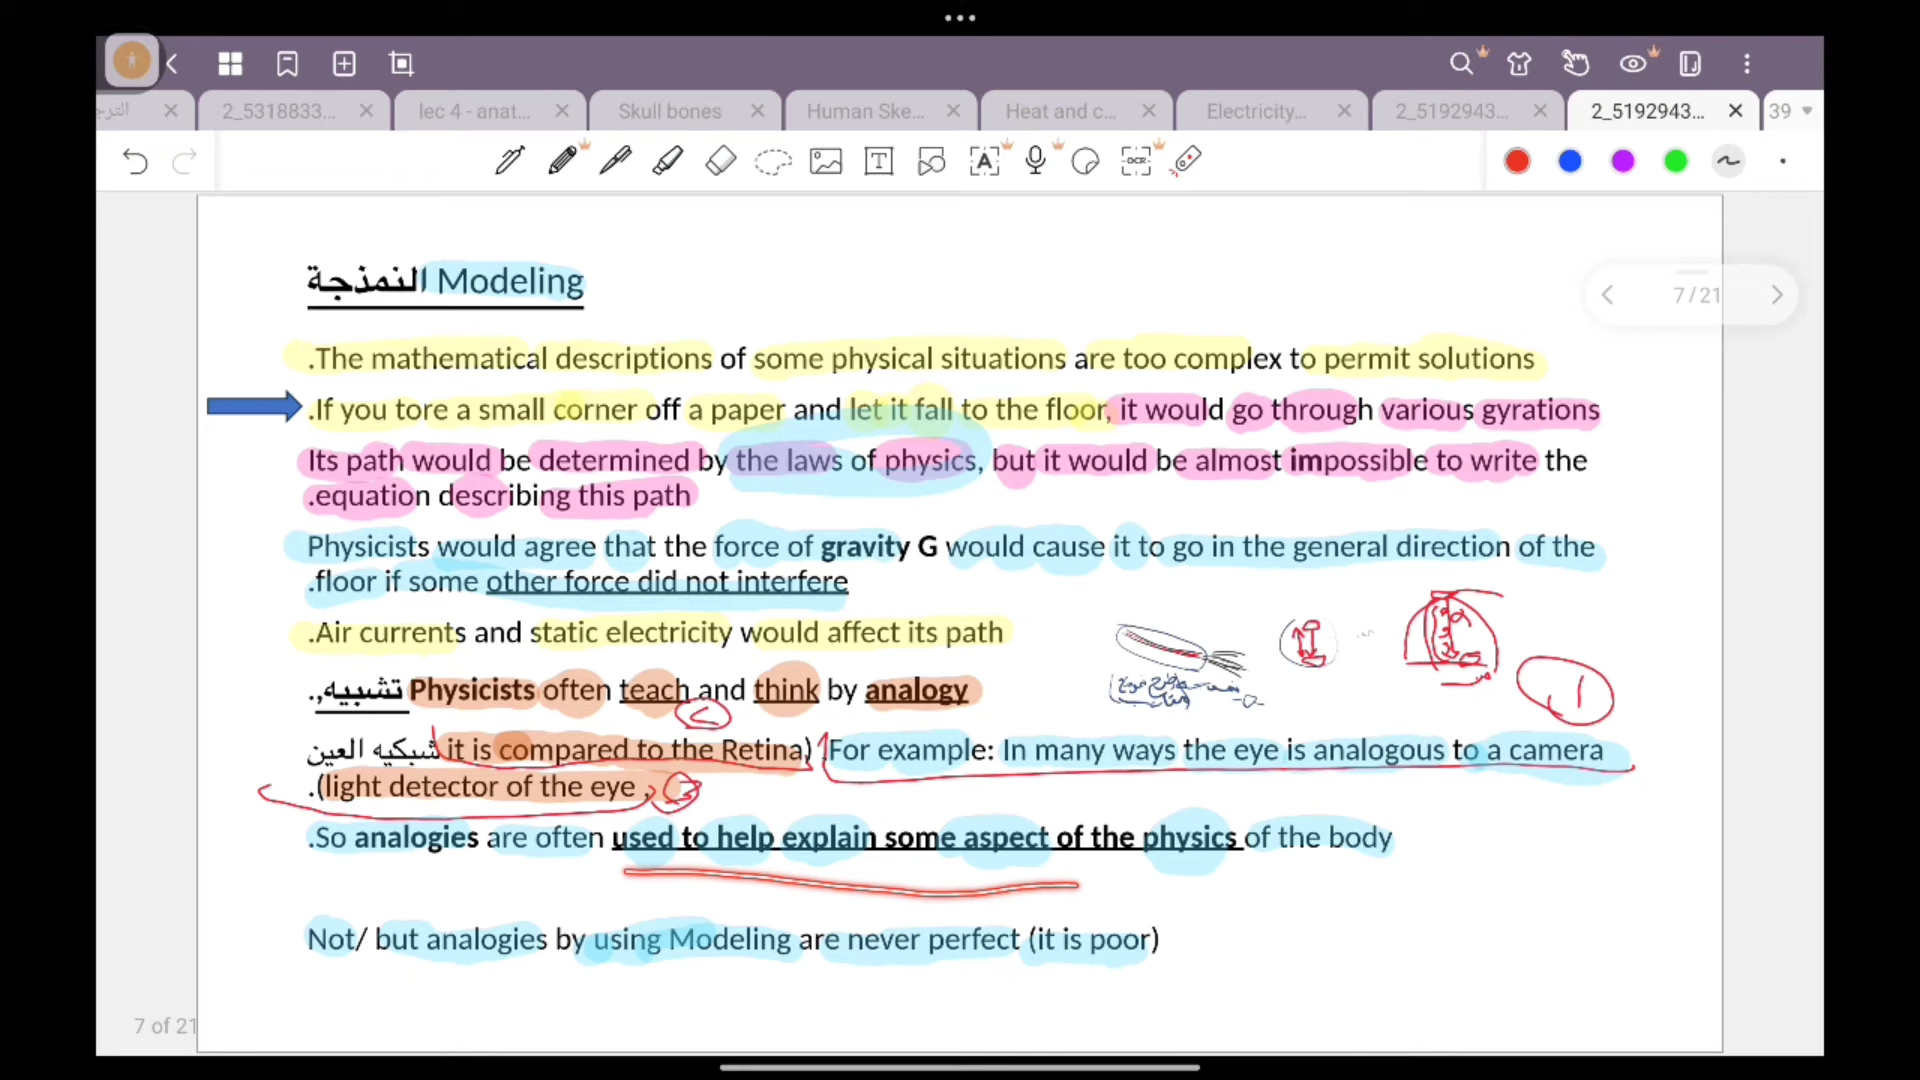 الترج
2_5318833...
lec 4 - anat...
Skull bones
Human Ske...
Heat and c...
Electricity...
2_5192943...
2_5192943...
39
T
A
OCR
النمذجة Modeling
7/21
.The mathematical descriptions of some physical situations are too complex to permit solutions
.If you tore a small corner off a paper and let it fall to the floor, it would go through various gyrations
Its path would be determined by the laws of physics, but it would be almost impossible to write the
.equation describing this path
Physicists would agree that the force of gravity G would cause it to go in the general direction of the
.floor if some other force did not interfere
.Air currents and static electricity would affect its path
.,تشبيه Physicists often teach and think by analogy
شبكيه العين it is compared to the Retina) For example: In many ways the eye is analogous to a camera
.(light detector of the eye ,
.So analogies are often used to help explain some aspect of the physics of the body
Not/ but analogies by using Modeling are never perfect (it is poor)
7 of 21